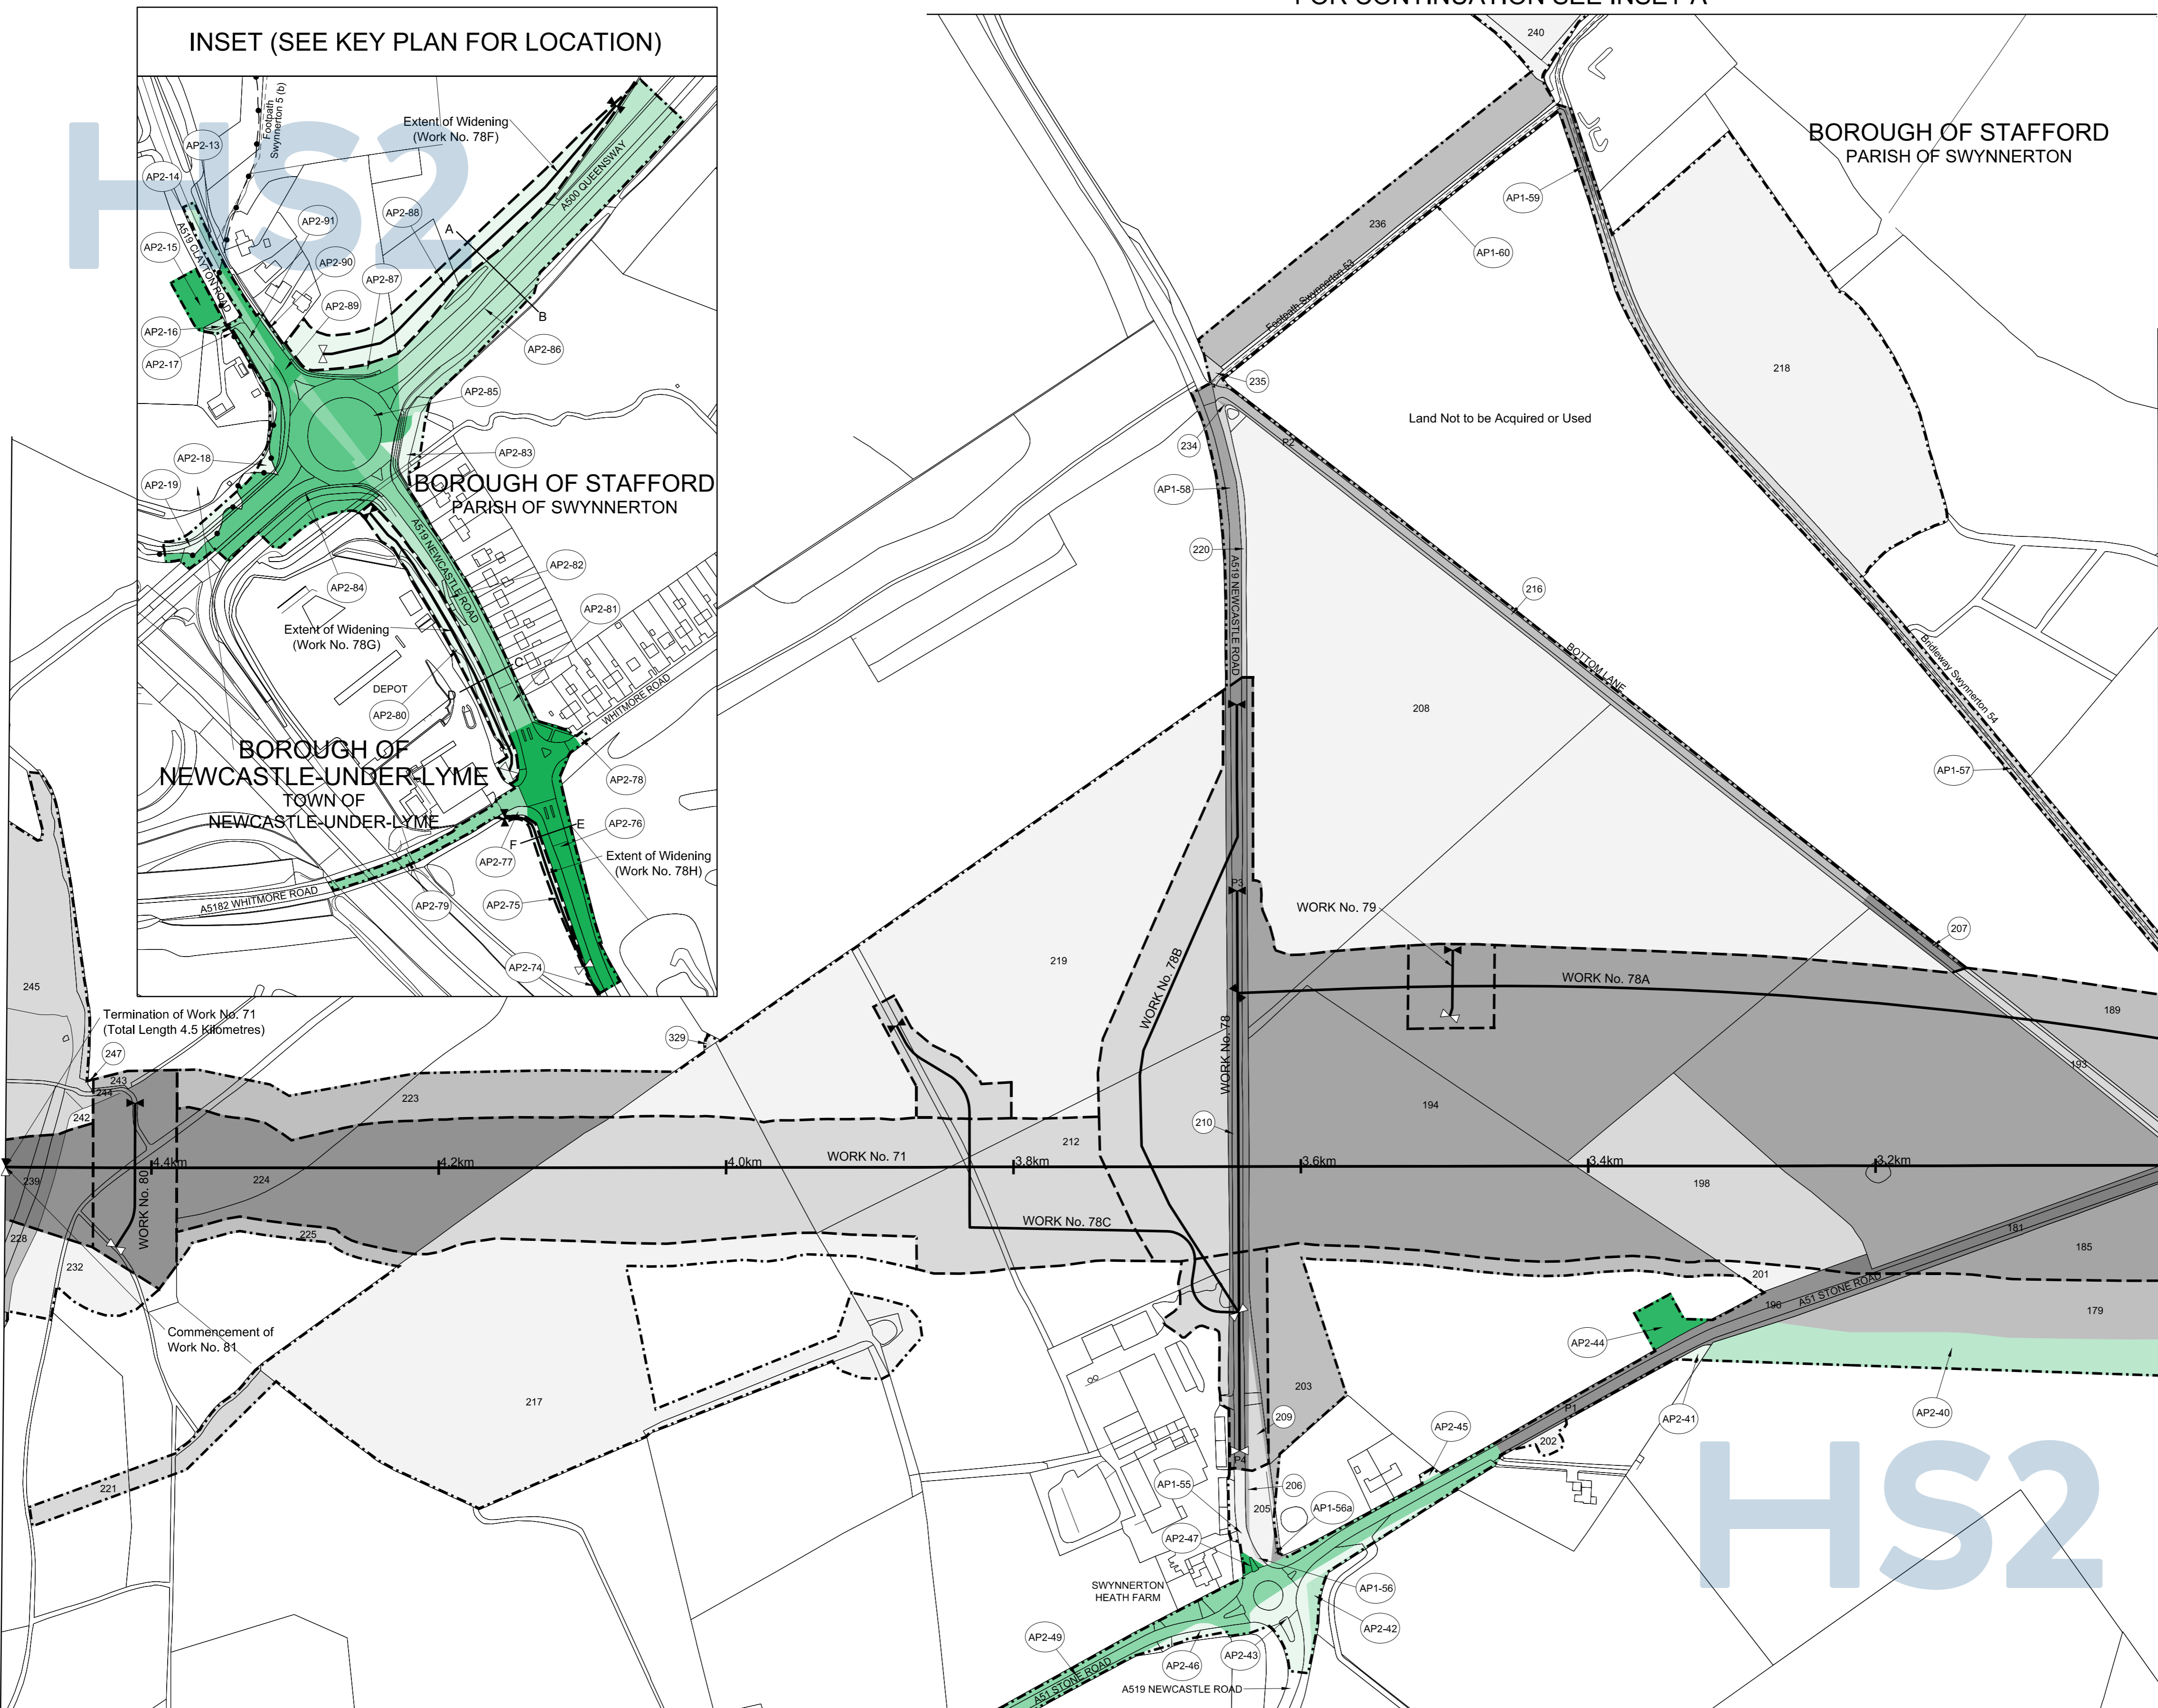 FOR CONTINUATION SEE INSET A
INSET (SEE KEY PLAN FOR LOCATION)
HS2
Footpath
Swynnerton 5 (b)
Extent of Widening
(Work No. 78F)
A500 QUEENSWAY
AP2-13
AP2-14
AP2-91
AP2-88
A
AP2-15
A519 CLAYTON ROAD
AP2-90
AP2-87
AP2-89
B
AP2-16
AP2-17
AP2-86
AP2-85
AP2-18
AP2-83
AP2-19
BOROUGH OF STAFFORD
PARISH OF SWYNNERTON
A519 NEWCASTLE ROAD
AP2-84
AP2-82
AP2-81
Extent of Widening
(Work No. 78G)
C
D
DEPOT
AP2-80
WHITMORE ROAD
BOROUGH OF
NEWCASTLE-UNDER-LYME
TOWN OF
NEWCASTLE-UNDER-LYME
AP2-78
AP2-76
E
F
AP2-77
Extent of Widening
(Work No. 78H)
A5182 WHITMORE ROAD
AP2-79
AP2-75
AP2-74
240
BOROUGH OF STAFFORD
PARISH OF SWYNNERTON
AP1-59
236
AP1-60
Footpath Swynnerton 53
218
235
Land Not to be Acquired or Used
234
P2
AP1-58
220
A519 NEWCASTLE ROAD
216
BOTTOM LANE
Bridleway Swynnerton 54
208
AP1-57
P3
WORK No. 79
207
219
WORK No. 78B
WORK No. 78A
245
Termination of Work No. 71
(Total Length 4.5 Kilometres)
189
329
247
WORK No. 78
243
244
242
223
193
194
210
212
WORK No. 71
4.4km
4.2km
4.0km
3.8km
3.6km
3.4km
3.2km
239
224
198
WORK No. 80
WORK No. 78C
181
228
225
185
232
201
A51 STONE ROAD
190
179
Commencement of
Work No. 81
AP2-44
203
217
209
P1
AP2-41
AP2-40
AP2-45
202
HS2
P4
221
AP1-55
206
205
AP1-56a
AP2-47
SWYNNERTON
HEATH FARM
AP1-56
AP2-42
AP2-49
AP2-46
AP2-43
A51 STONE ROAD
A519 NEWCASTLE ROAD